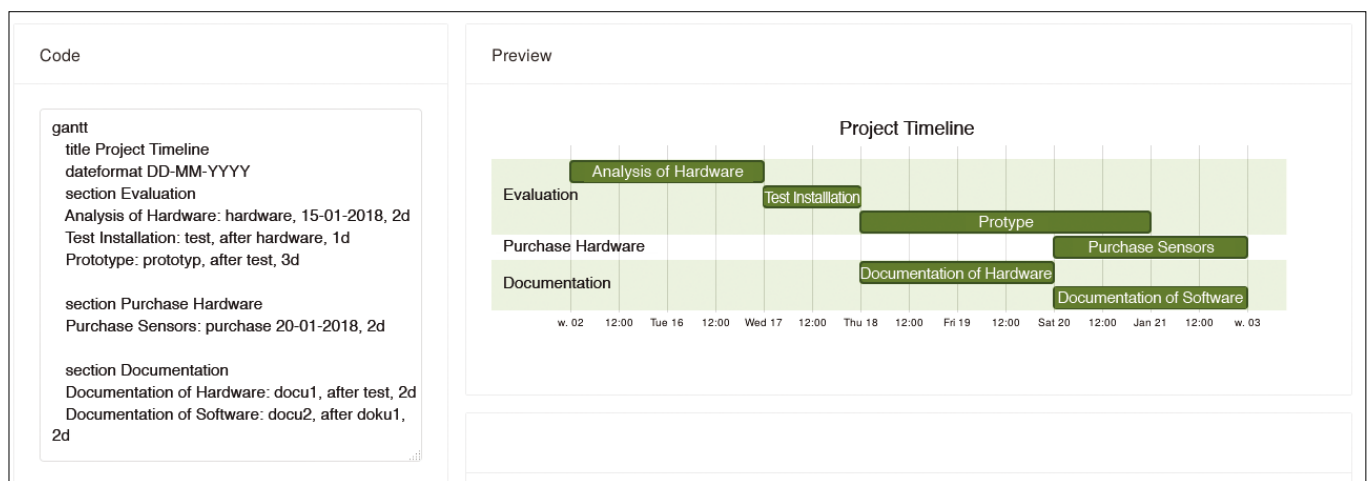 Code
gantt
title Project Timeline
dateformat DD-MM-YYYY
section Evaluation
Analysis of Hardware: hardware, 15-01-2018, 2d
Test Installation: test, after hardware, 1d
Prototype: prototyp, after test, 3d
section Purchase Hardware
Purchase Sensors: purchase 20-01-2018, 2d
section Documentation
Documentation of Hardware: docu1, after test, 2d
Documentation of Software: docu2, after doku1,
2d
Preview
Project Timeline
Evaluation
Analysis of Hardware
Test Installlation
Protype
Purchase Hardware
Purchase Sensors
Documentation
Documentation of Hardware
Documentation of Software
w. 02 12:00 Tue 16 12:00 Wed 17 12:00 Thu 18 12:00 Fri 19 12:00 Sat 20 12:00 Jan 21 12:00 w. 03